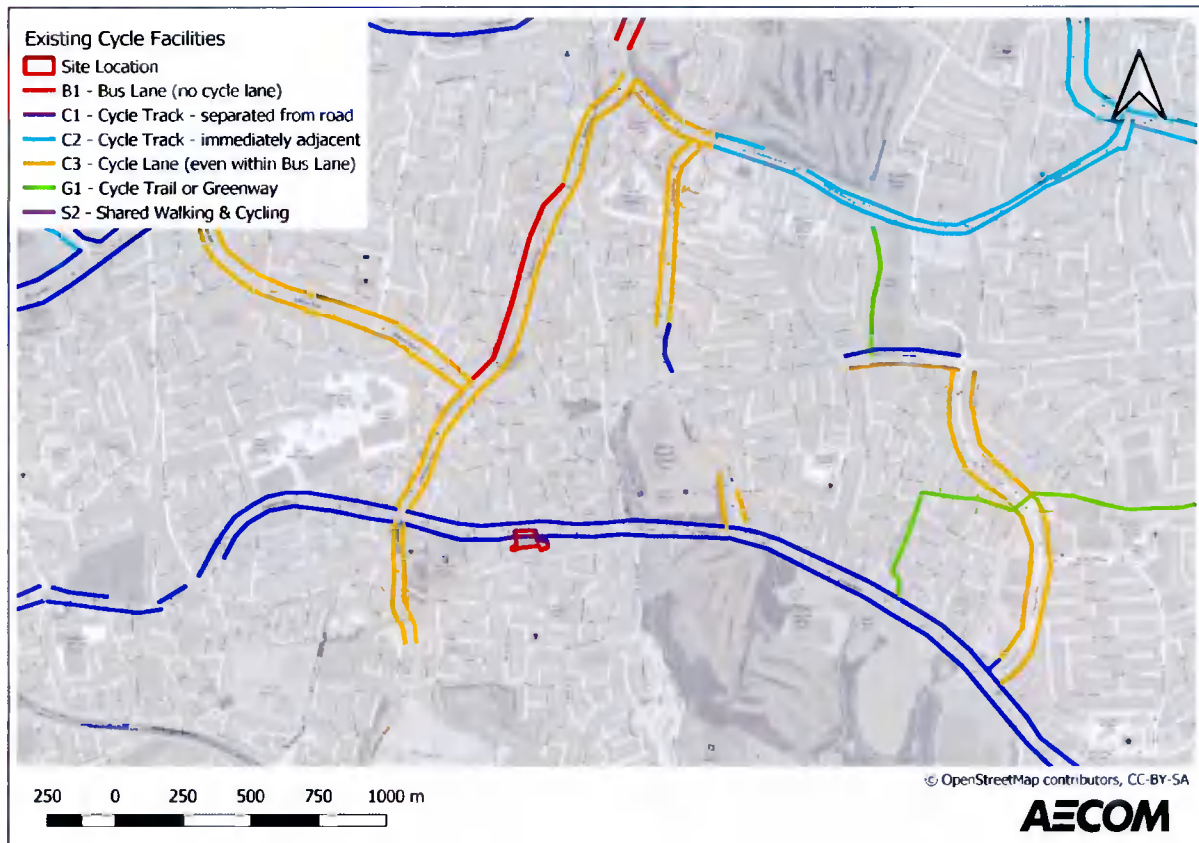 Existing Cycle Facilities
Site Location
B1 - Bus Lane (no cycle lane)
C1 - Cycle Track - separated from road
C2 - Cycle Track - immediately adjacent
C3 - Cycle Lane (even within Bus Lane)
G1 - Cycle Trail or Greenway
S2 - Shared Walking & Cycling
© OpenStreetMap contributors, CC-BY-SA
250 0 250 500 750 1000 m
AECOM